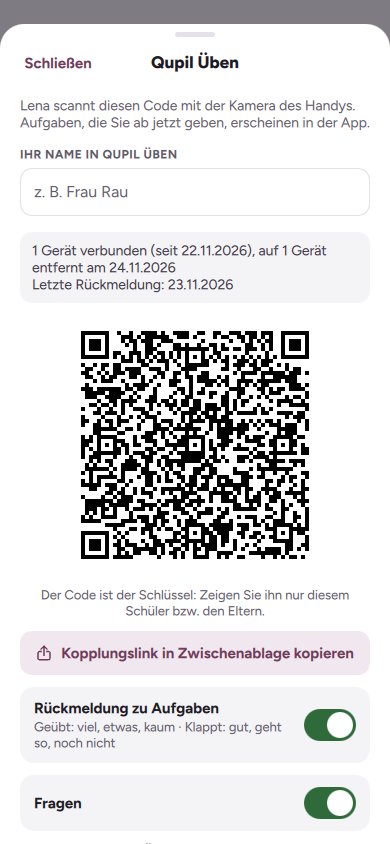 Schließen
Qupil Üben
Lena scannt diesen Code mit der Kamera des Handys.
Aufgaben, die Sie ab jetzt geben, erscheinen in der App.
IHR NAME IN QUPIL ÜBEN
z. B. Frau Rau
1 Gerät verbunden (seit 22.11.2026), auf 1 Gerät
entfernt am 24.11.2026
Letzte Rückmeldung: 23.11.2026
Der Code ist der Schlüssel: Zeigen Sie ihn nur diesem
Schüler bzw. den Eltern.
Kopplungslink in Zwischenablage kopieren
Rückmeldung zu Aufgaben
Geübt: viel, etwas, kaum · Klappt: gut, geht
so, noch nicht
Fragen